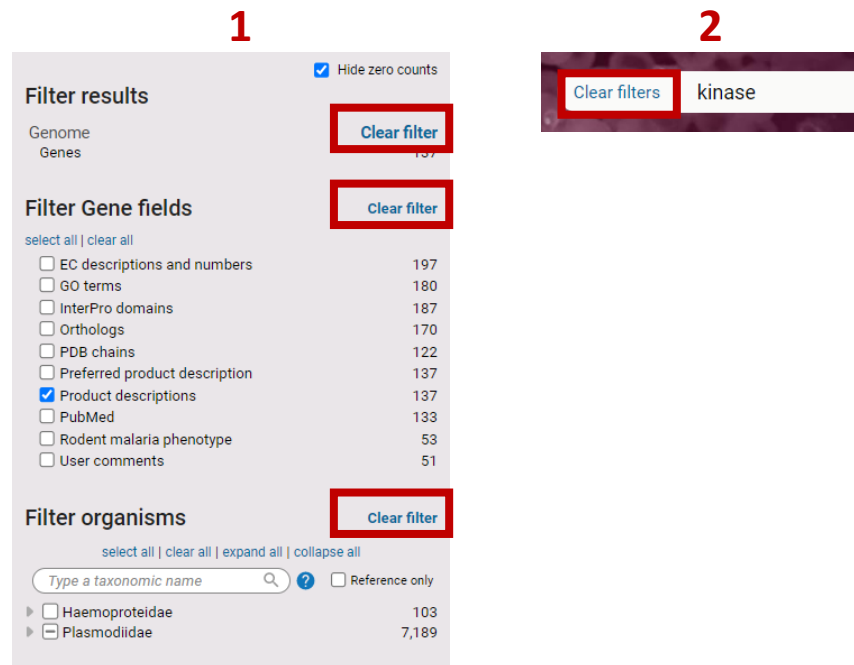 1
2
Hide zero counts
Filter results
Genome Clear filter
Genes 137
Filter Gene fields Clear filter
select all | clear all
EC descriptions and numbers 197
GO terms 180
InterPro domains 187
Orthologs 170
PDB chains 122
Preferred product description 137
Product descriptions 137
PubMed 133
Rodent malaria phenotype 53
User comments 51
Filter organisms Clear filter
select all | clear all | expand all | collapse all
Type a taxonomic name ? Reference only
Haemoproteidae 103
Plasmodiidae 7,189
Clear filters kinase